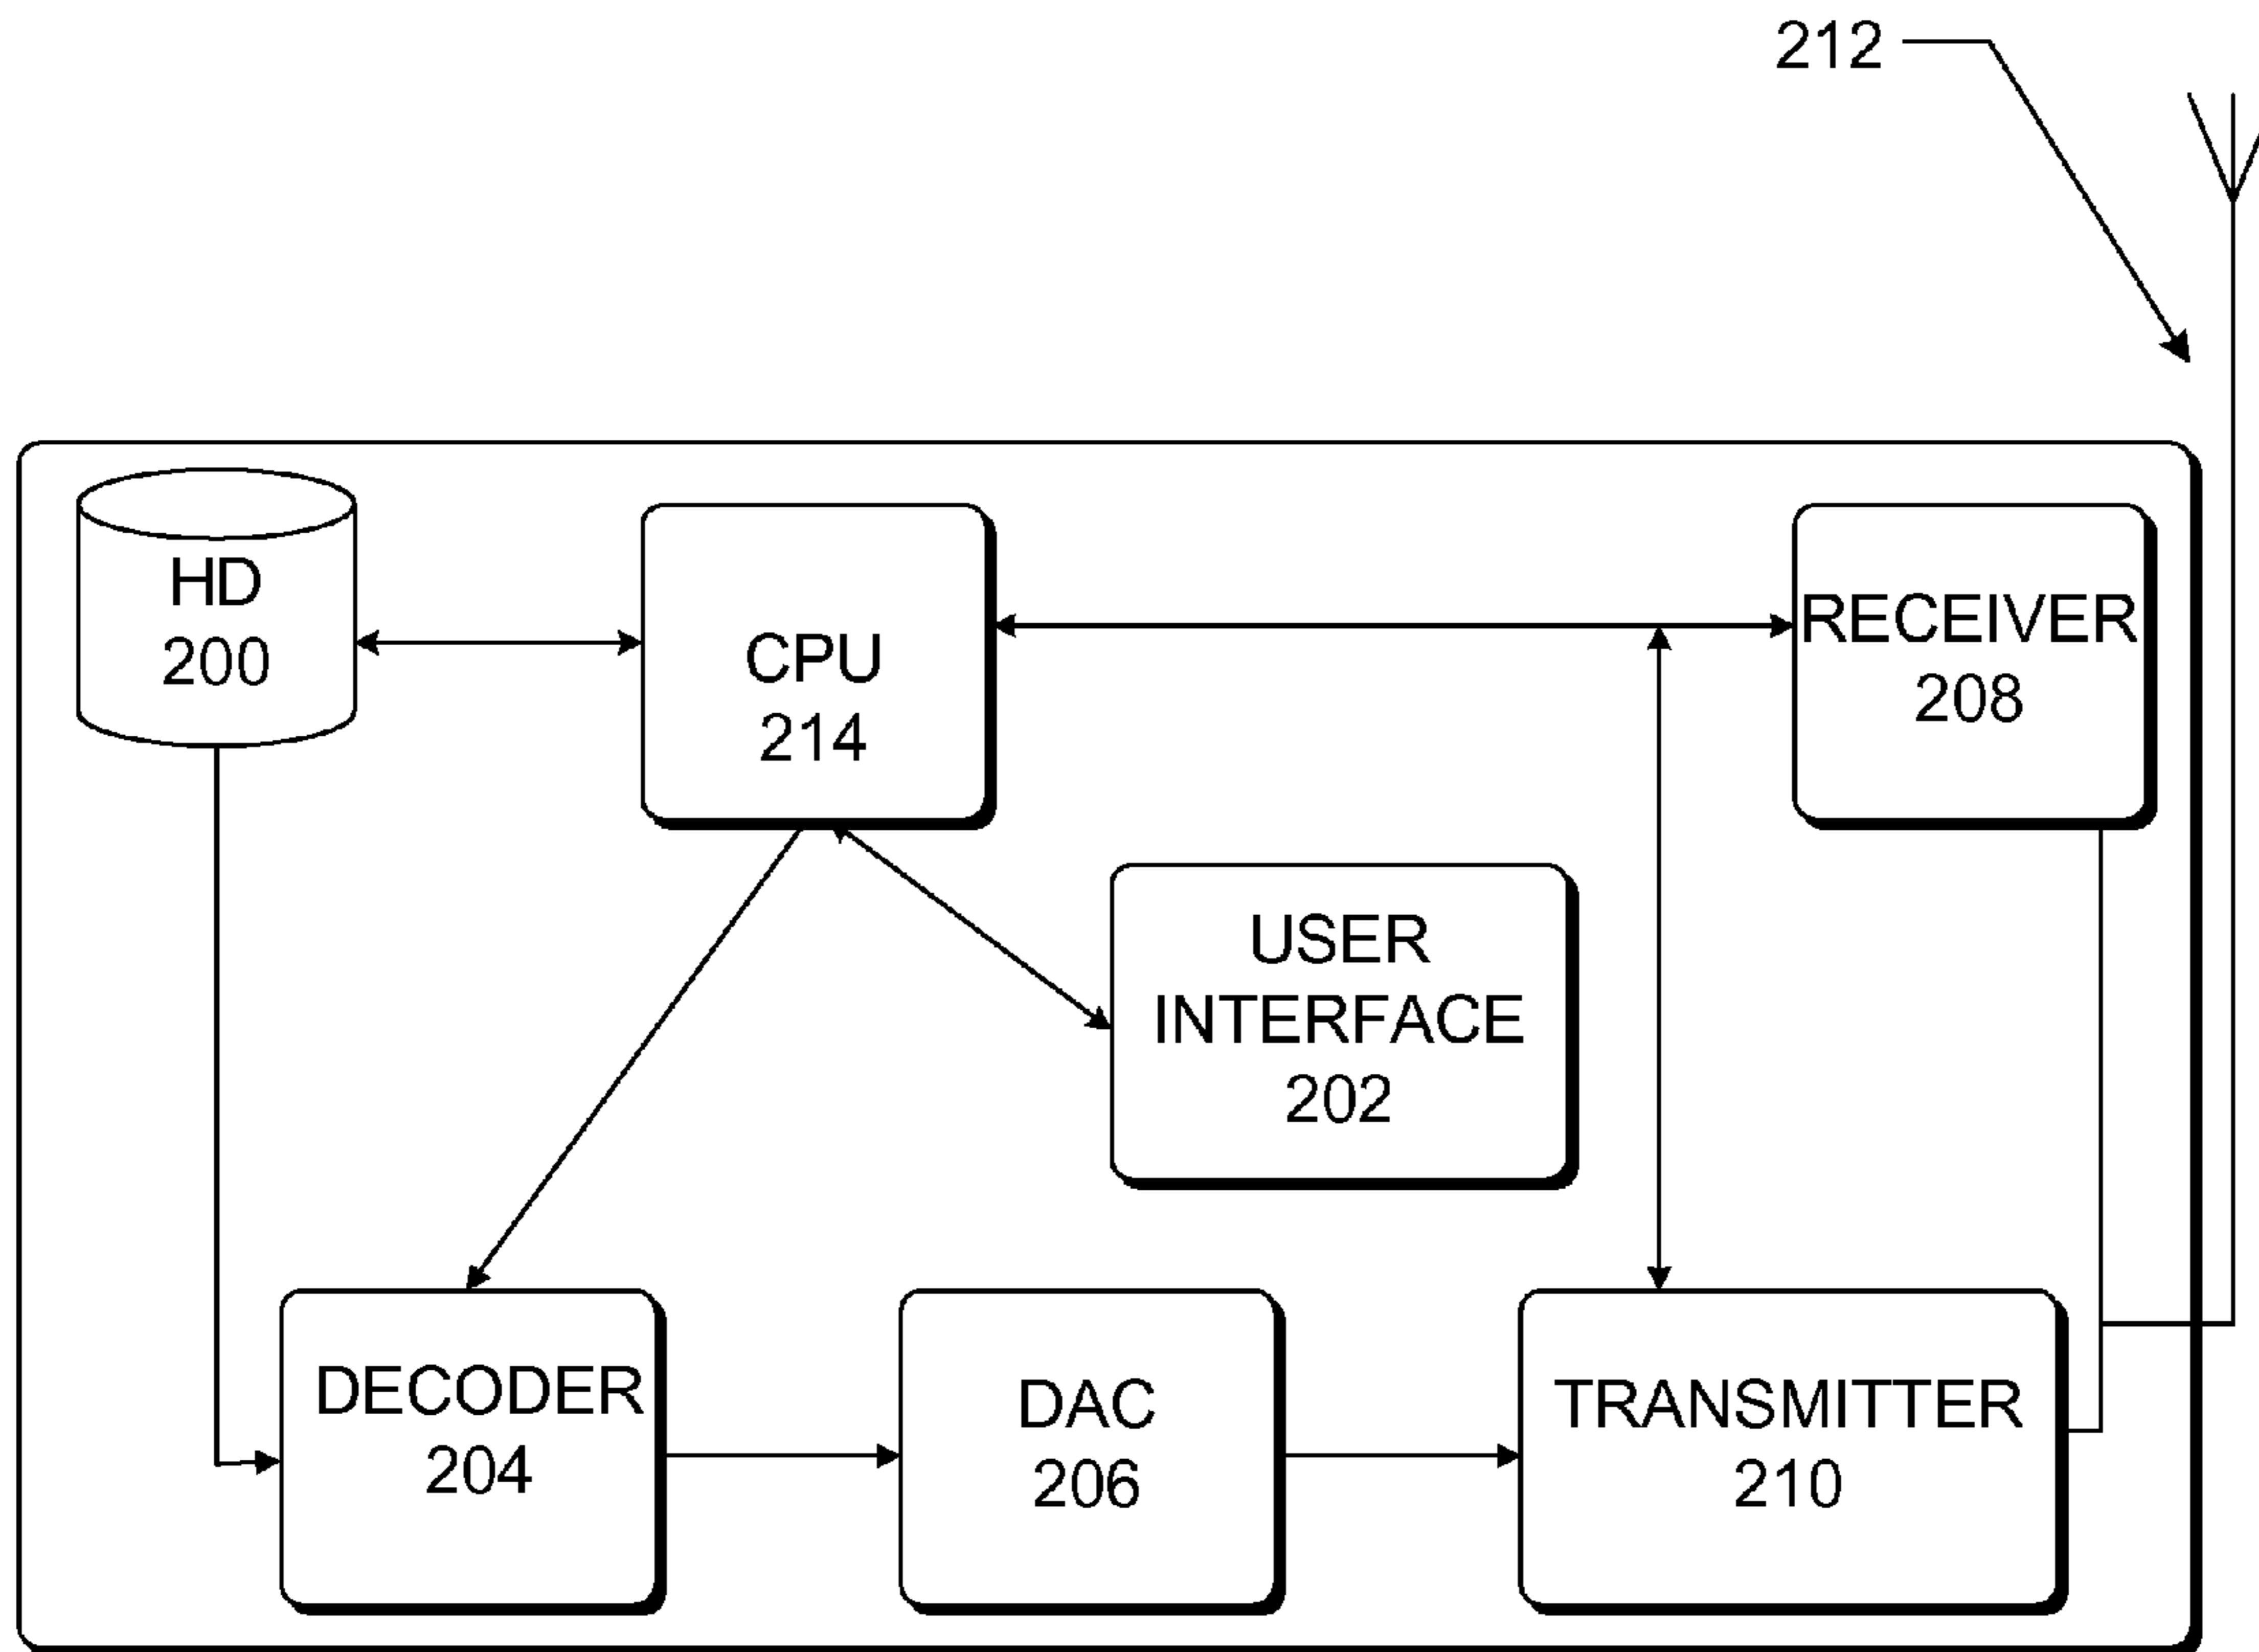 212
HD
200
CPU
214
RECEIVER
208
USER
INTERFACE
202
DECODER
204
DAC
206
TRANSMITTER
210